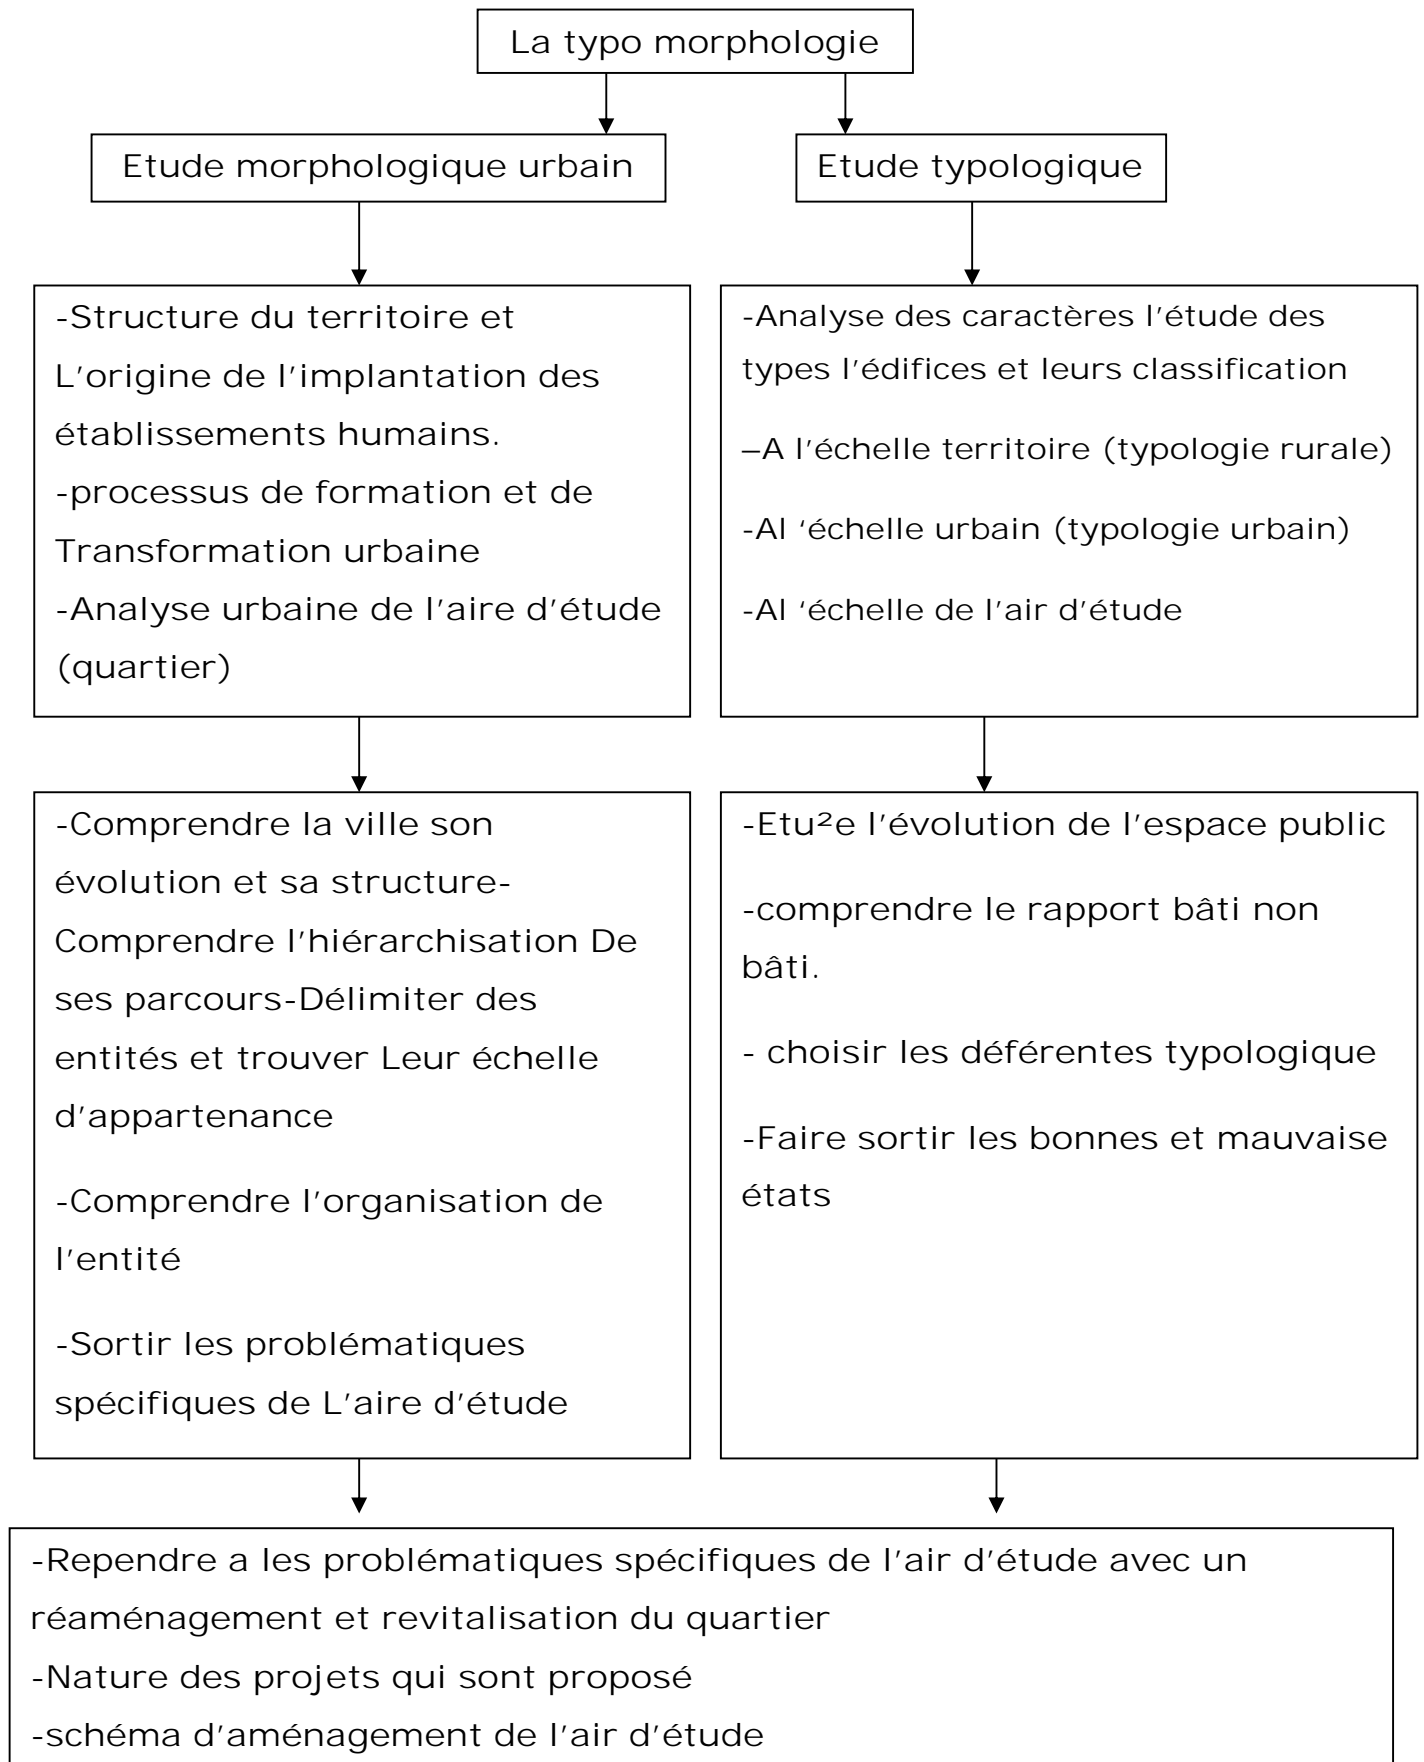 La typo morphologie
Etude morphologique urbain
Etude typologique
-Structure du territoire et
L'origine de l'implantation des
établissements humains.
-processus de formation et de
Transformation urbaine
-Analyse urbaine de l'aire d'étude
(quartier)
-Analyse des caractères l'étude des
types l'édifices et leurs classification
–A l'échelle territoire (typologie rurale)
-Al ‘échelle urbain (typologie urbain)
-Al ‘échelle de l'air d'étude
-Comprendre la ville son
évolution et sa structure-
Comprendre l'hiérarchisation De
ses parcours-Délimiter des
entités et trouver Leur échelle
d'appartenance
-Comprendre l'organisation de
l'entité
-Sortir les problématiques
spécifiques de L'aire d'étude
-Etu²e l'évolution de l'espace public
-comprendre le rapport bâti non
bâti.
- choisir les déférentes typologique
-Faire sortir les bonnes et mauvaise
états
-Rependre a les problématiques spécifiques de l'air d'étude avec un
réaménagement et revitalisation du quartier
-Nature des projets qui sont proposé
-schéma d'aménagement de l'air d'étude